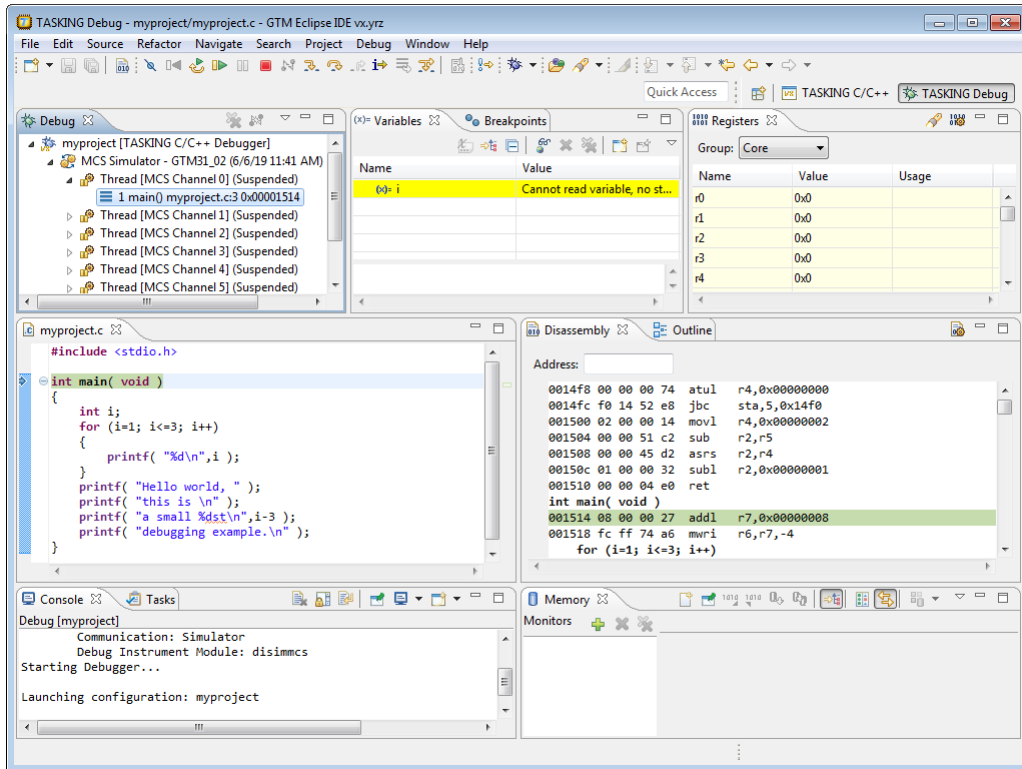 TASKING Debug - myproject/myproject.c - GTM Eclipse IDE vx.yrz
File Edit Source Refactor Navigate Search Project Debug Window Help
Quick Access
TASKING C/C++
TASKING Debug
Debug
myproject [TASKING C/C++ Debugger]
MCS Simulator - GTM31_02 (6/6/19 11:41 AM)
Thread [MCS Channel 0] (Suspended)
1 main() myproject.c:3 0x00001514
Thread [MCS Channel 1] (Suspended)
Thread [MCS Channel 2] (Suspended)
Thread [MCS Channel 3] (Suspended)
Thread [MCS Channel 4] (Suspended)
Thread [MCS Channel 5] (Suspended)
(x)= Variables Breakpoints
Name Value
(x)= i Cannot read variable, no st...
Registers
Group: Core
Name Value Usage
r0 0x0
r1 0x0
r2 0x0
r3 0x0
r4 0x0
myproject.c
#include <stdio.h>
int main( void )
{
int i;
for (i=1; i<=3; i++)
{
printf( "%d\n",i );
}
printf( "Hello world, " );
printf( "this is \n" );
printf( "a small %dst\n",i-3 );
printf( "debugging example.\n" );
}
Disassembly Outline
Address:
0014f8 00 00 00 74 atul r4,0x00000000
0014fc f0 14 52 e8 jbc sta,5,0x14f0
001500 02 00 00 14 movl r4,0x00000002
001504 00 00 51 c2 sub r2,r5
001508 00 00 45 d2 asrs r2,r4
00150c 01 00 00 32 subl r2,0x00000001
001510 00 00 04 e0 ret
int main( void )
001514 08 00 00 27 addl r7,0x00000008
001518 fc ff 74 a6 mwri r6,r7,-4
for (i=1; i<=3; i++)
Console Tasks
Debug [myproject]
Communication: Simulator
Debug Instrument Module: disimmcs
Starting Debugger...
Launching configuration: myproject
Memory
Monitors